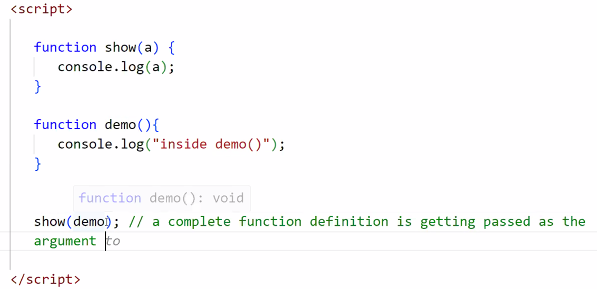 <script>
function show(a) {
console.log(a);
}
function demo(){
console.log("inside demo()");
}
function demo(): void
show(demo); // a complete function definition is getting passed as the
argument to
</script>